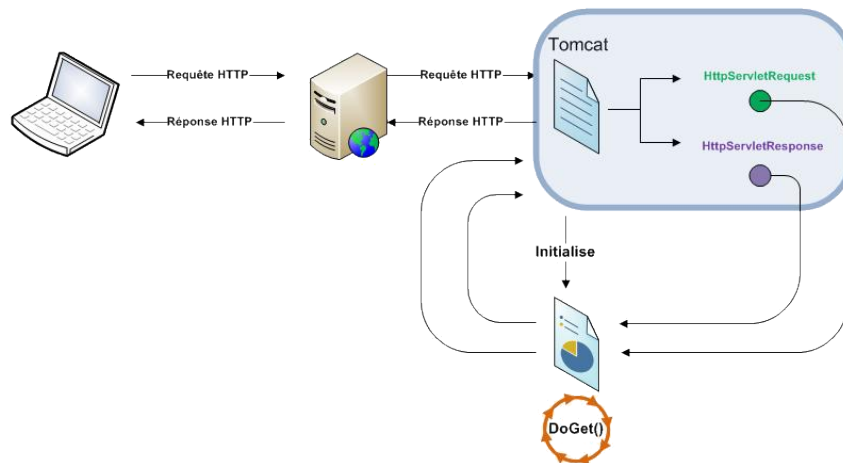 Tomcat
Requête HTTP
Requête HTTP
HttpServletRequest
Réponse HTTP
Réponse HTTP
HttpServletResponse
Initialise
DoGet()